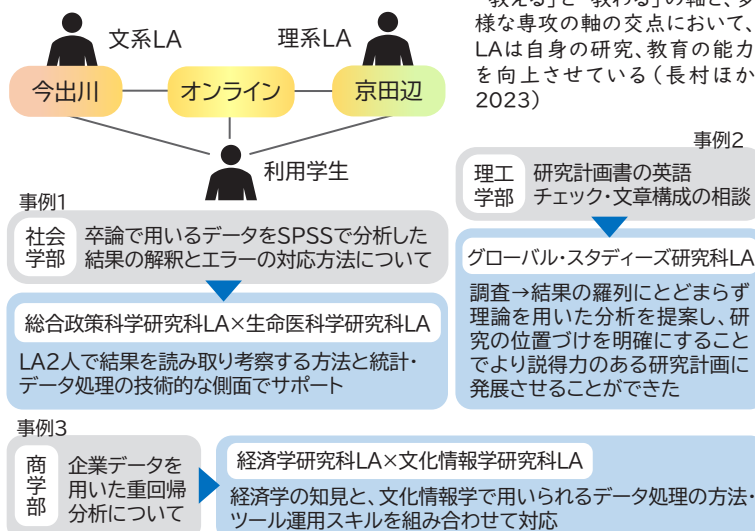 文系LA
理系LA
今出川
オンライン
京田辺
利用学生
様な専攻の軸の交点において、
LAは自身の研究、教育の能力
を向上させている(長村ほか
2023)
事例1
社会
学部
卒論で用いるデータをSPSSで分析した
結果の解釈とエラーの対応方法について
総合政策科学研究科LA×生命医科学研究科LA
LA2人で結果を読み取り考察する方法と統計・
データ処理の技術的な側面でサポート
事例2
理工
学部
研究計画書の英語
チェック・文章構成の相談
グローバル・スタディーズ研究科LA
調査→結果の羅列にとどまらず
理論を用いた分析を提案し、研
究の位置づけを明確にすること
でより説得力のある研究計画に
発展させることができた
事例3
商
学
部
企業データを
用いた重回帰
分析について
経済学研究科LA×文化情報学研究科LA
経済学の知見と、文化情報学で用いられるデータ処理の方法・
ツール運用スキルを組み合わせて対応